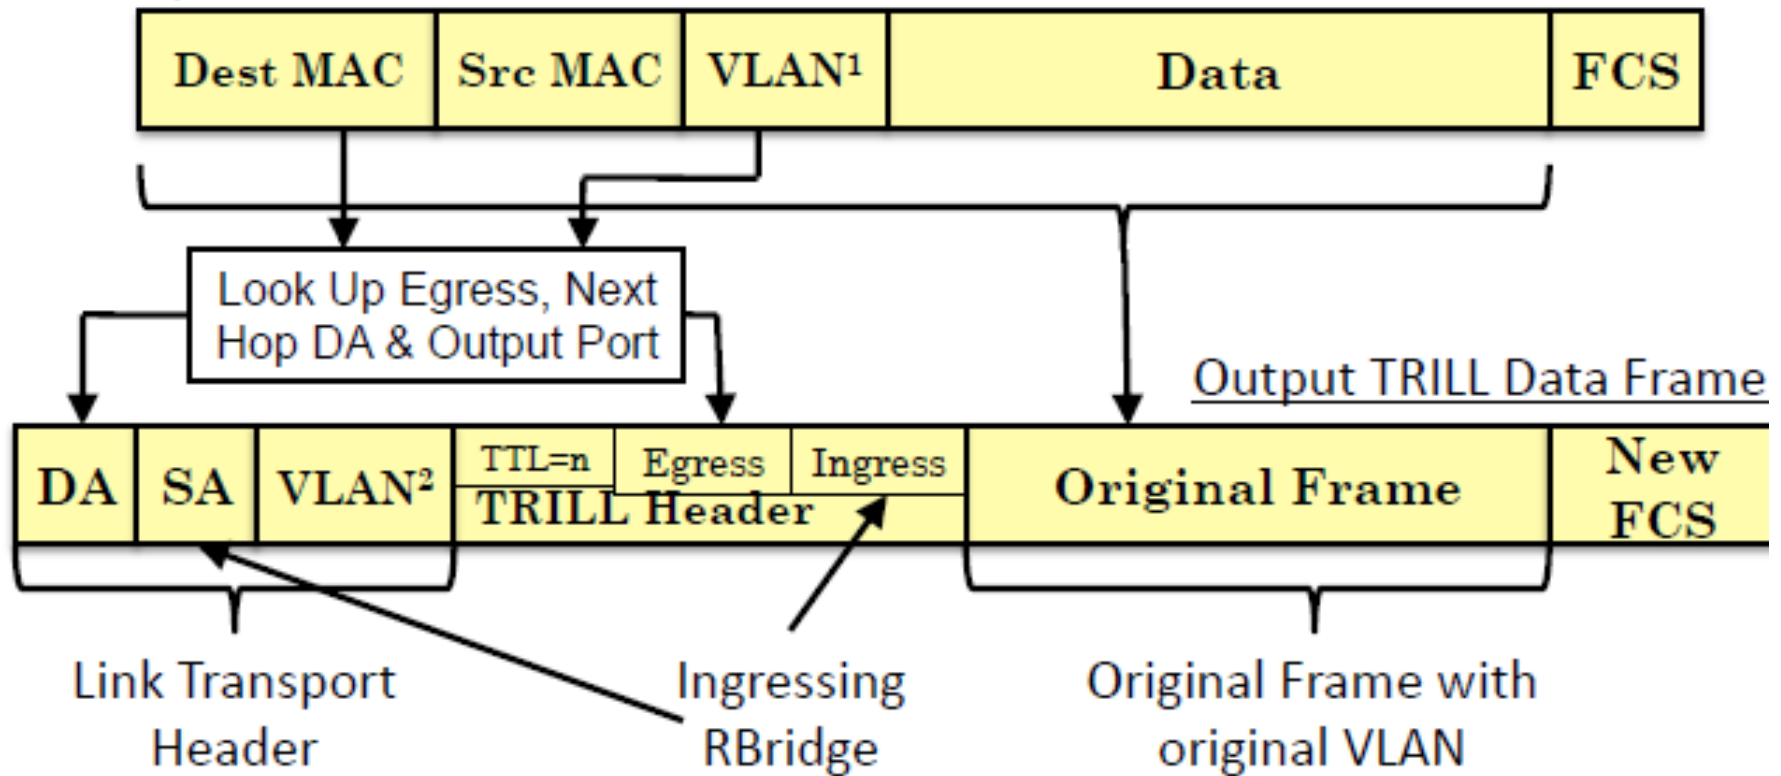 Dest MAC Src MAC VLAN¹ Data FCS
Look Up Egress, Next
Hop DA & Output Port
Output TRILL Data Frame
DA SA VLAN² TTL=n Egress Ingress Original Frame New
TRILL Header FCS
Link Transport
Header
Ingressing
RBridge
Original Frame with
original VLAN